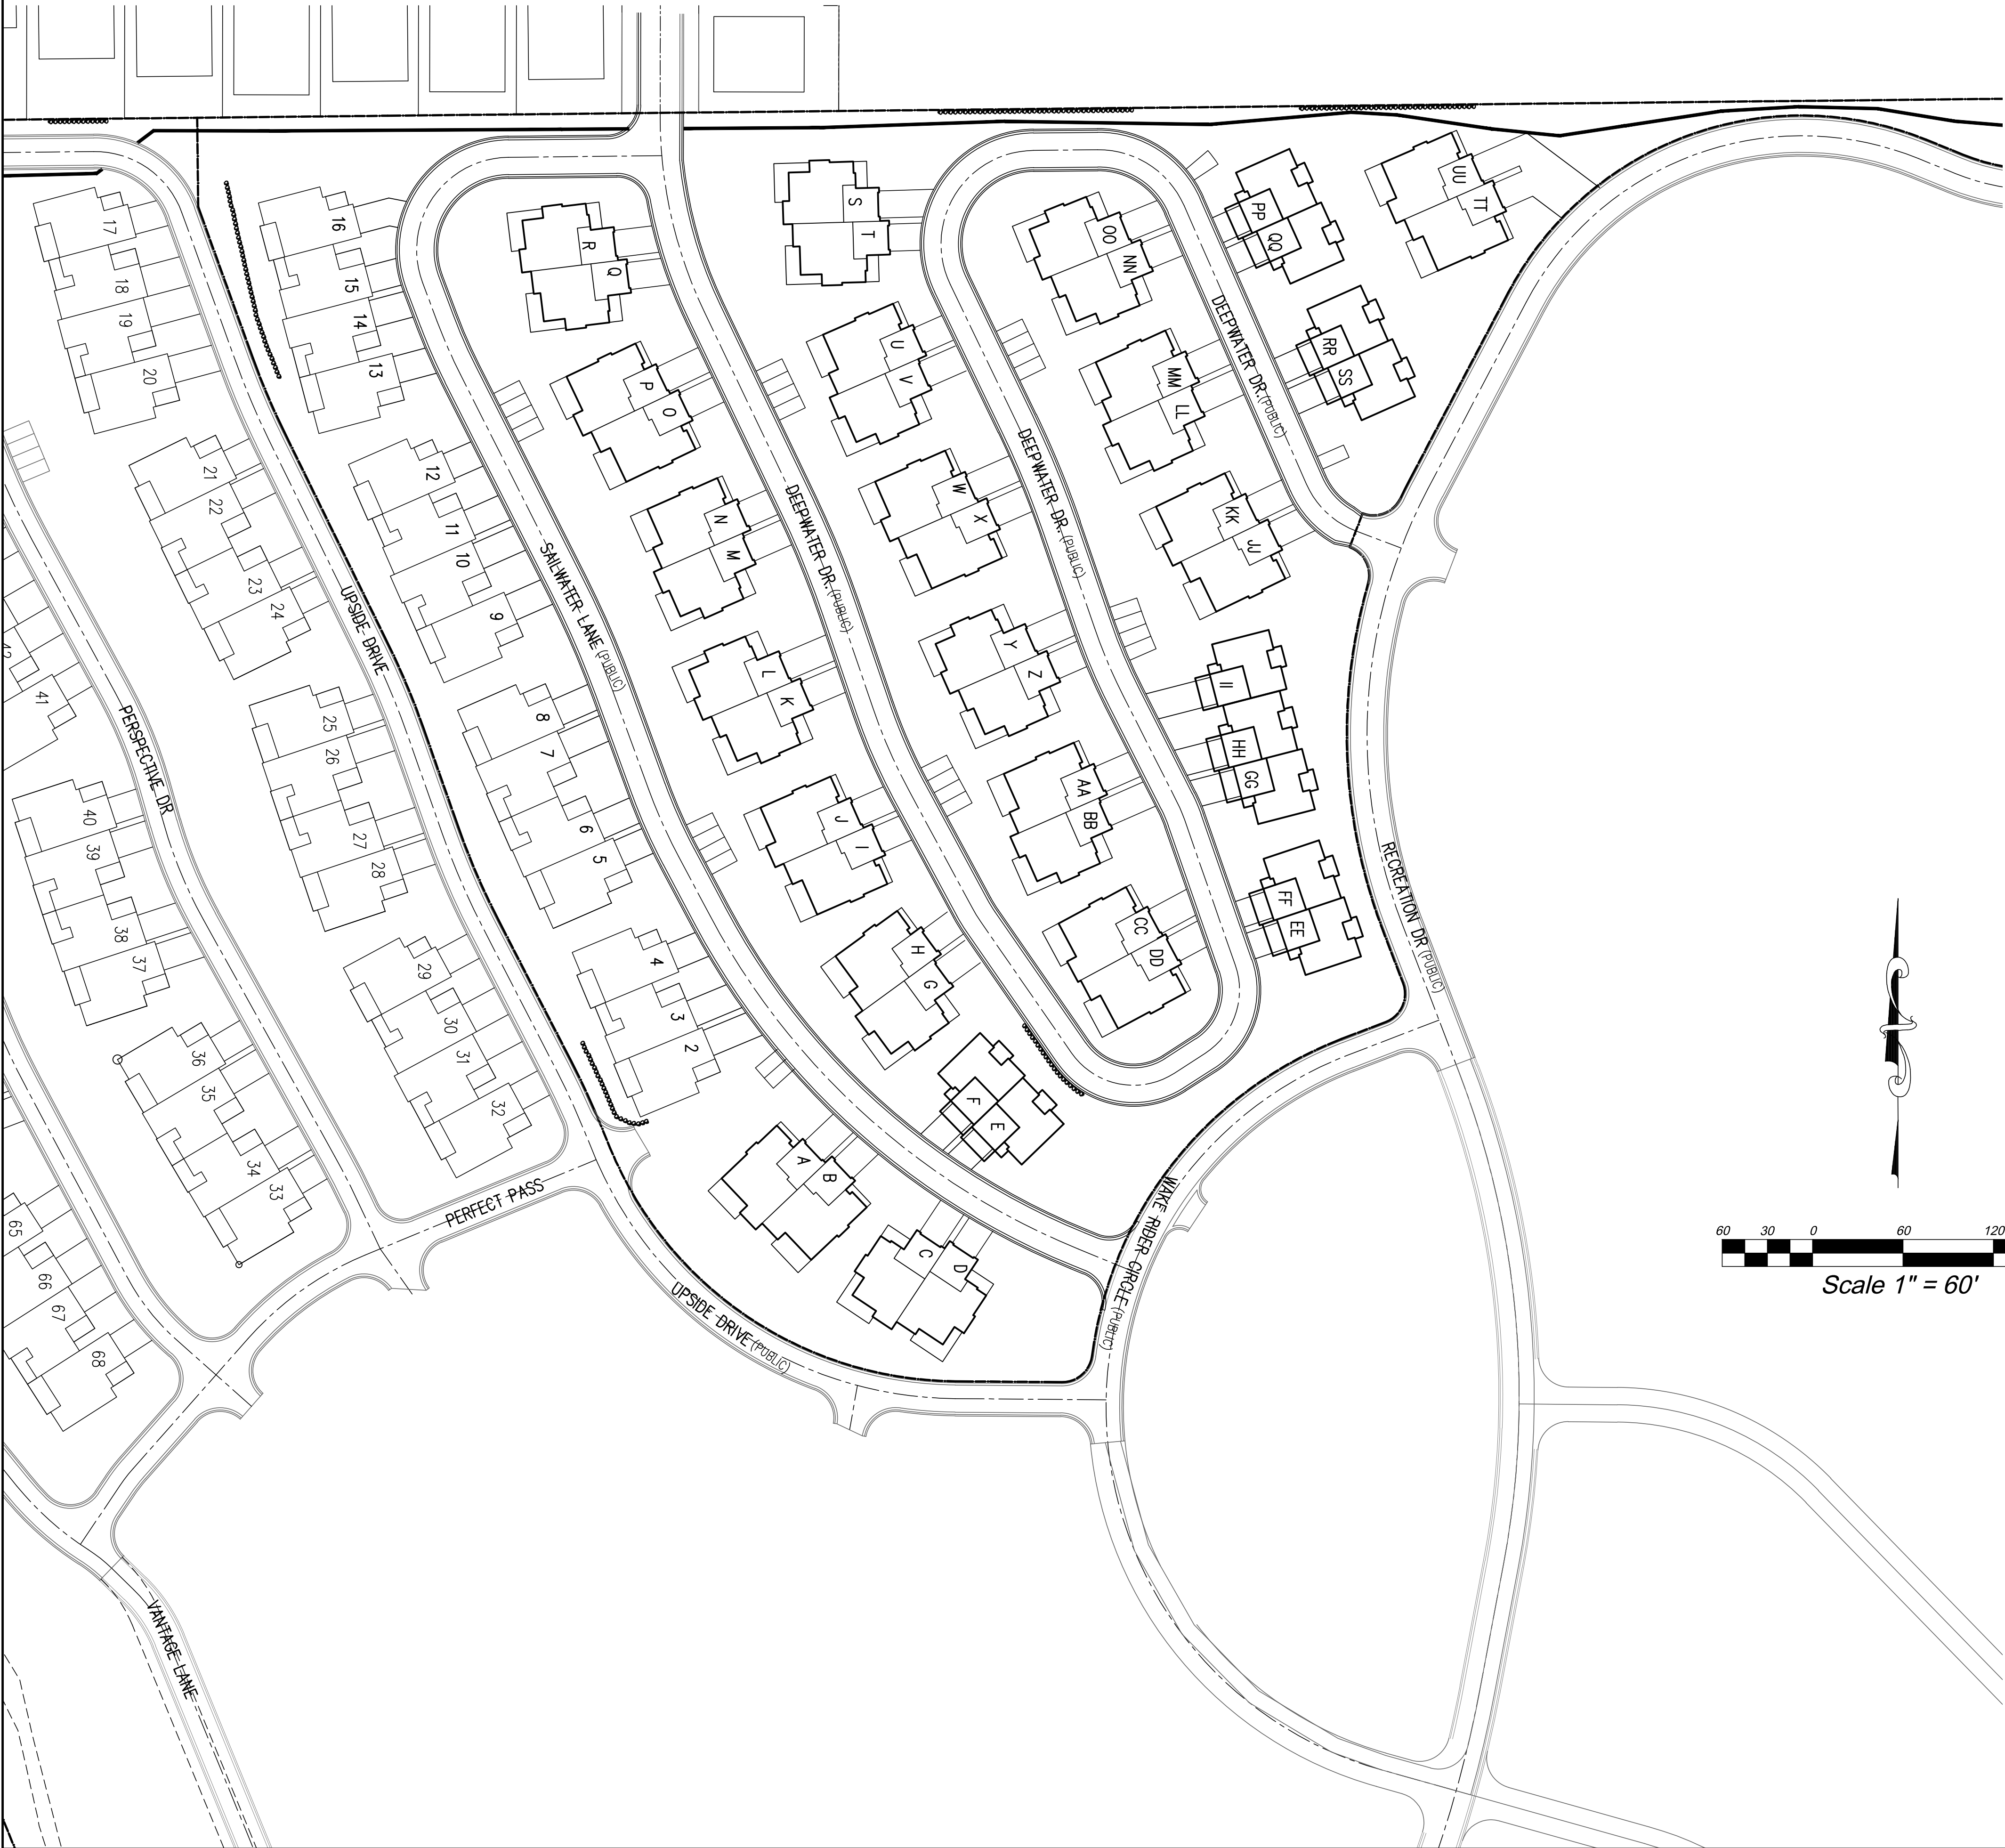 17
18
19
20
16
15
14
13
R
Q
S
T
OO
NN
PP
QQ
UU
TT
DEEPWATER DR. (PUBLIC)
RR
SS
P
O
U
V
MM
LL
21
22
23
24
12
11
10
9
N
M
W
X
KK
JJ
UPSIDE DRIVE
SAILWATER LANE (PUBLIC)
DEEPWATER DR. (PUBLIC)
DEEPWATER DR. (PUBLIC)
42
41
PERSPECTIVE DR.
25
26
27
28
8
7
6
5
L
K
Y
Z
II
HH
GG
40
39
38
37
J
I
AA
BB
FF
EE
RECREATION DR (PUBLIC)
29
30
31
32
4
3
2
H
G
CC
DD
36
35
34
33
A
B
F
E
C
D
PERFECT PASS
WAKE RIDER CIRCLE (PUBLIC)
UPSIDE DRIVE (PUBLIC)
65
66
67
68
VANTAGE LANE
60 30 0 60 120
Scale 1" = 60'